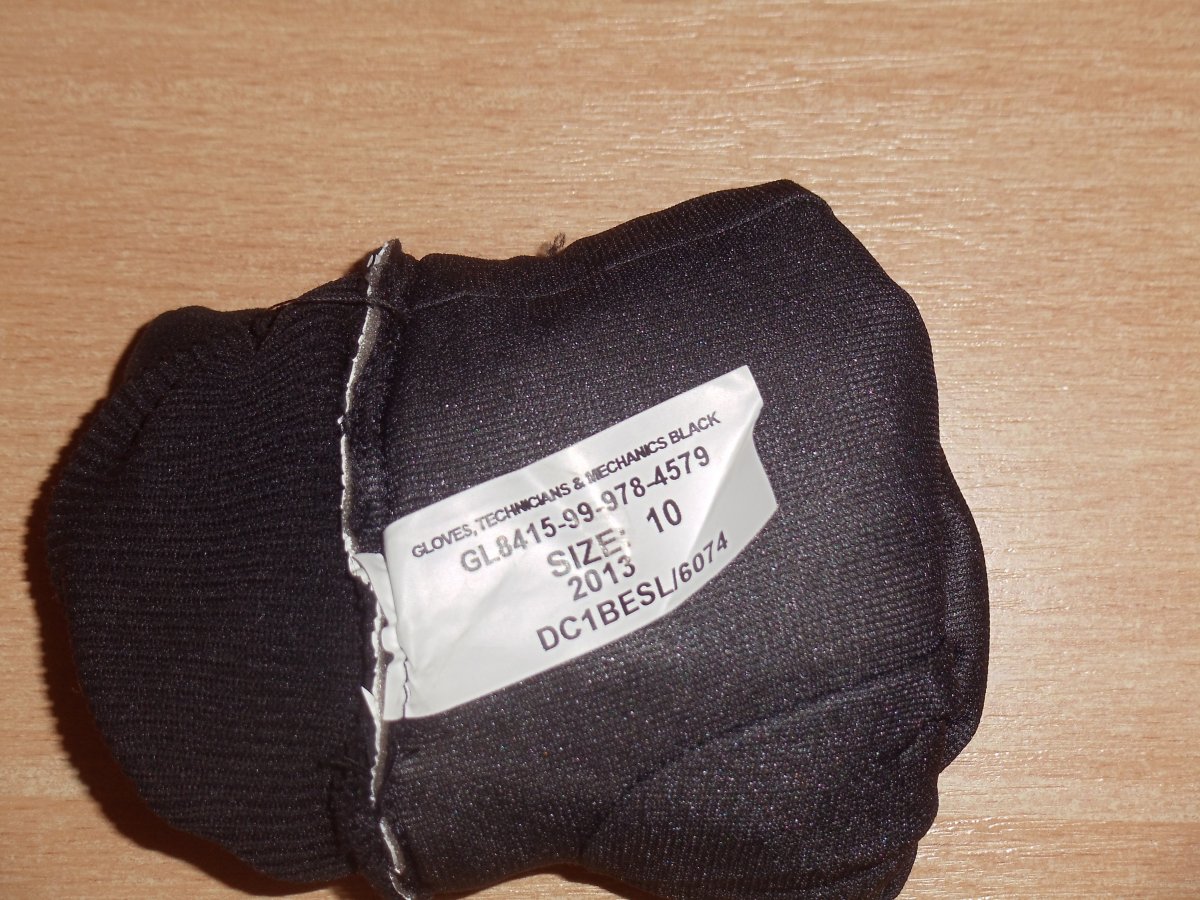 GLOVES, TECHNICIANS & MECHANICS BLACK
GL8415-99-978-4579
SIZE: 10
2013
DC1BESL/6074